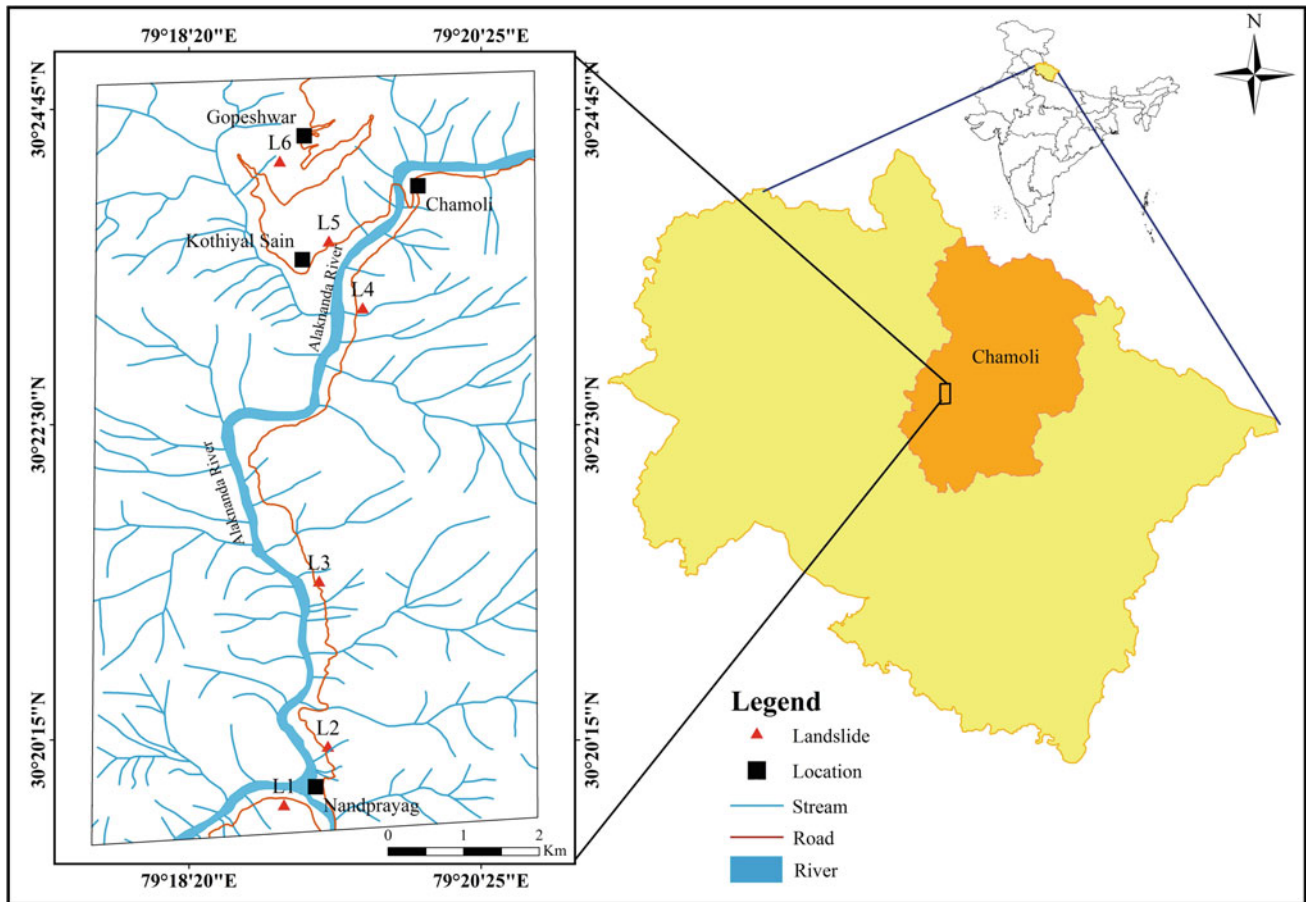 79°18'20"E
79°20'25"E
N
30°24'45"N
30°24'45"N
Gopeshwar
L6
Chamoli
L5
Kothiyal Sain
Alaknanda River
L4
Chamoli
30°22'30"N
30°22'30"N
Alaknanda River
L3
L2
30°20'15"N
30°20'15"N
L1
Nandprayag
0 1 2
Km
79°18'20"E
79°20'25"E
Legend
Landslide
Location
Stream
Road
River